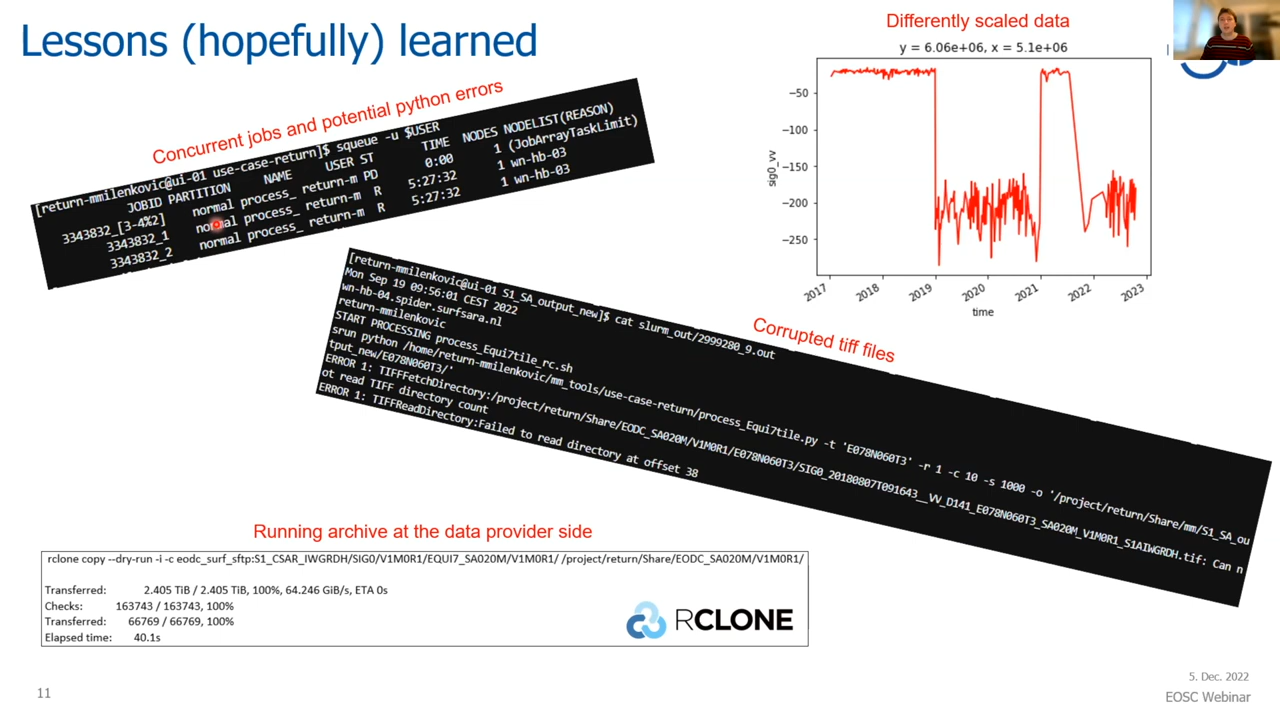 Lessons (hopefully) learned
Differently scaled data
y = 6.06e+06, x = 5.1e+06
−50
−100
−150
−200
−250
sig0_vv
2017
2018
2019
2020
2021
2022
2023
time
Concurrent jobs and potential python errors
[return-mmilenkovic@ui-01 use-case-return]$ squeue -u $USER
JOBID PARTITION NAME USER ST TIME NODES NODELIST(REASON)
3343832_[3-4%2] normal process_ return-m PD 0:00 1 (JobArrayTaskLimit)
3343832_1 normal process_ return-m R 5:27:32 1 wn-hb-03
3343832_2 normal process_ return-m R 5:27:32 1 wn-hb-03
Corrupted tiff files
[return-mmilenkovic@ui-01 S1_SA_output_new]$ cat slurm_out/2999280_9.out
Mon Sep 19 09:56:01 CEST 2022
wn-hb-04.spider.surfsara.nl
return-mmilenkovic
START PROCESSING process_Equi7tile_rc.sh
srun python /home/return-mmilenkovic/mm_tools/use-case-return/process_Equi7tile.py -t 'E078N060T3' -r 1 -c 10 -s 1000 -o '/project/return/Share/mm/S1_SA_ou
tput_new/E078N060T3/'
ERROR 1: TIFFFetchDirectory:/project/return/Share/EODC_SA020M/V1M0R1/E078N060T3/SIG0_20180807T091643__VV_D141_E078N060T3_SA020M_V1M0R1_S1AIWGRDH.tif: Can n
ot read TIFF directory count
ERROR 1: TIFFReadDirectory:Failed to read directory at offset 38
Running archive at the data provider side
rclone copy --dry-run -i -c eodc_surf_sftp:S1_CSAR_IWGRDH/SIG0/V1M0R1/EQUI7_SA020M/V1M0R1/ /project/return/Share/EODC_SA020M/V1M0R1/
Transferred: 2.405 TiB / 2.405 TiB, 100%, 64.246 GiB/s, ETA 0s
Checks: 163743 / 163743, 100%
Transferred: 66769 / 66769, 100%
Elapsed time: 40.1s
RCLONE
11
5. Dec. 2022
EOSC Webinar